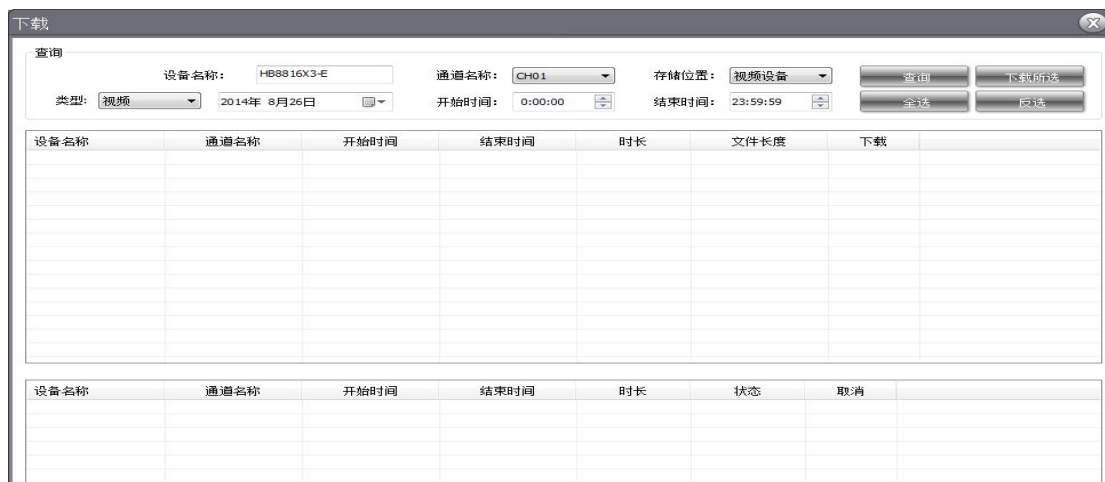 下载
查询
设备名称： HB8816X3-E 通道名称： CH01 存储位置： 视频设备 查询 下载所选
类型: 视频 2014年 8月26日 开始时间： 0:00:00 结束时间： 23:59:59 全选 反选
设备名称 通道名称 开始时间 结束时间 时长 文件长度 下载
设备名称 通道名称 开始时间 结束时间 时长 状态 取消